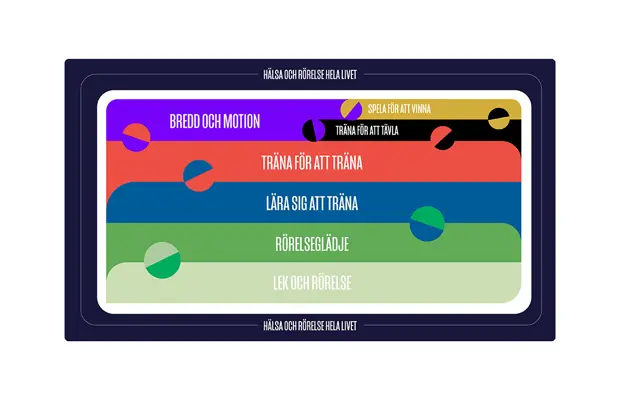 HÄLSA OCH RÖRELSE HELA LIVET
SPELA FÖR ATT VINNA
BREDD OCH MOTION
TRÄNA FÖR ATT TÄVLA
TRÄNA FÖR ATT TRÄNA
LÄRA SIG ATT TRÄNA
RÖRELSEGLÄDJE
LEK OCH RÖRELSE
HÄLSA OCH RÖRELSE HELA LIVET